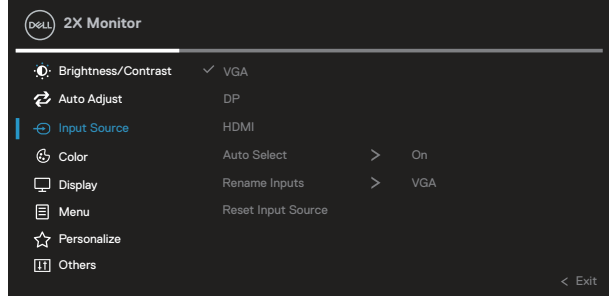 DELL 2X Monitor
Brightness/Contrast VGA
Auto Adjust DP
Input Source HDMI
Color Auto Select > On
Display Rename Inputs > VGA
Menu Reset Input Source
Personalize
Others
< Exit